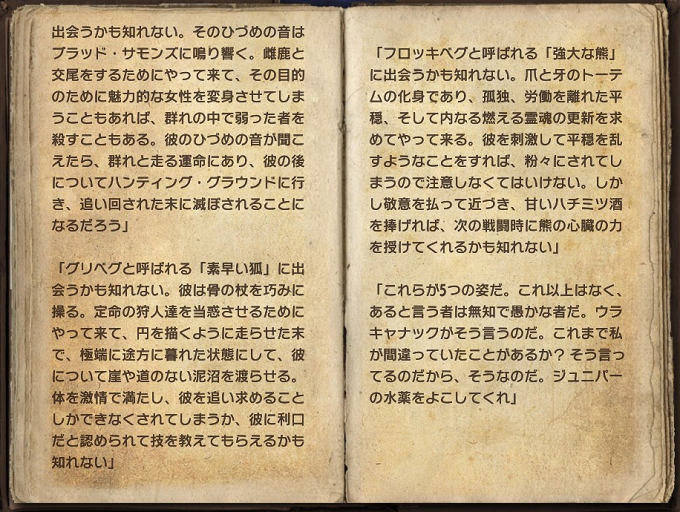 出会うかも知れない。そのひづめの音は
ブラッド・サモンズに鳴り響く。雌鹿と
交尾をするためにやって来て、その目的
のために魅力的な女性を変身させてしま
うこともあれば、群れの中で弱った者を
殺すこともある。彼のひづめの音が聞こ
えたら、群れと走る運命にあり、彼の後
についてハンティング・グラウンドに行
き、追い回された末に滅ぼされることに
なるだろう」
「グリベグと呼ばれる「素早い狐」に出
会うかも知れない。彼は骨の杖を巧みに
操る。定命の狩人達を当惑させるために
やって来て、円を描くように走らせた末
で、極端に途方に暮れた状態にして、彼
について崖や道のない泥沼を渡らせる。
体を激情で満たし、彼を追い求めること
しかできなくされてしまうか、彼に利口
だと認められて技を教えてもらえるかも
知れない」
「フロッキベグと呼ばれる「強大な熊」
に出会うかも知れない。爪と牙のトーテ
ムの化身であり、孤独、労働を離れた平
穏、そして内なる燃える霊魂の更新を求
めてやって来る。彼を刺激して平穏を乱
すようなことをすれば、粉々にされてし
まうので注意しなくてはいけない。しか
し敬意を払って近づき、甘いハチミツ酒
を捧げれば、次の戦闘時に熊の心臓の力
を授けてくれるかも知れない」
「これらが5つの姿だ。これ以上はなく、
あると言う者は無知で愚かな者だ。ウラ
キャナックがそう言うのだ。これまで私
が間違っていたことがあるか？そう言っ
てるのだから、そうなのだ。ジュニパー
の水薬をよこしてくれ」